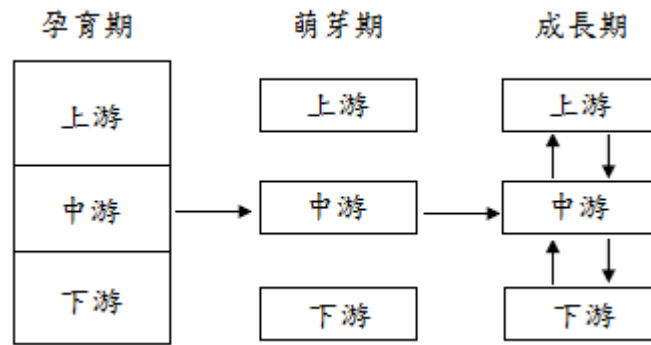 孕育期 萌芽期 成長期
上游 上游 上游
中游 中游 中游
下游 下游 下游